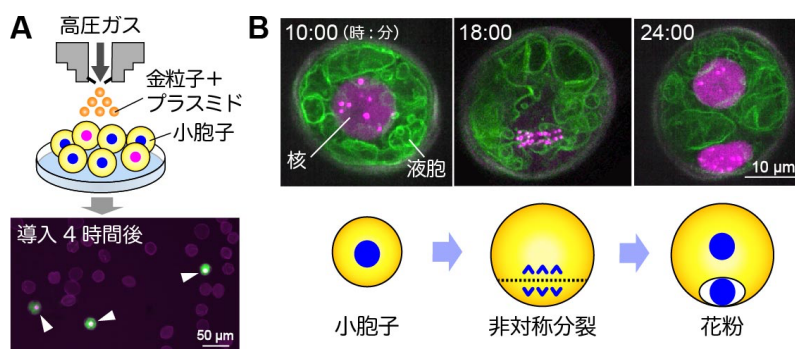 A
高圧ガス
金粒子+
プラスミド
小胞子
導入4時間後
50 µm
B
10:00(時:分)
18:00
24:00
核
液胞
10 µm
小胞子
非対称分裂
花粉